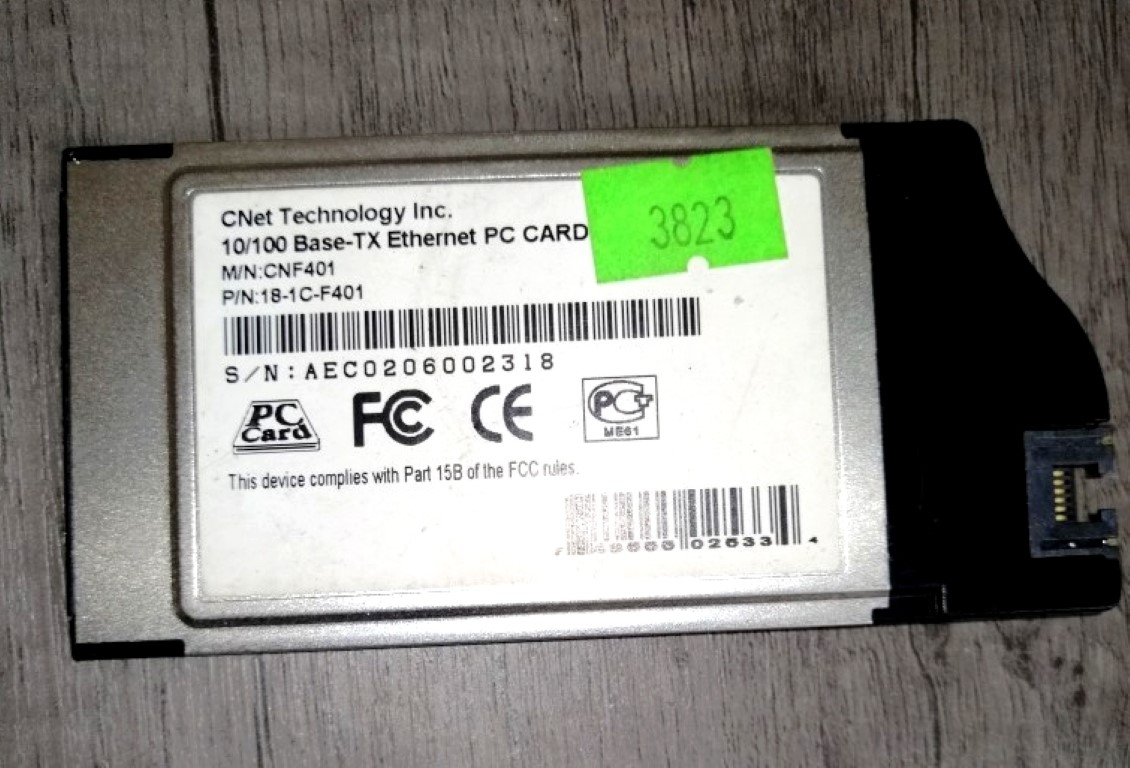 CNet Technology Inc.
10/100 Base-TX Ethernet PC CARD
3823
M/N:CNF401
P/N:18-1C-F401
S/N:AEC0206002318
PC Card
FC
CE
PCT
ME61
This device complies with Part 15B of the FCC rules.
02633 4